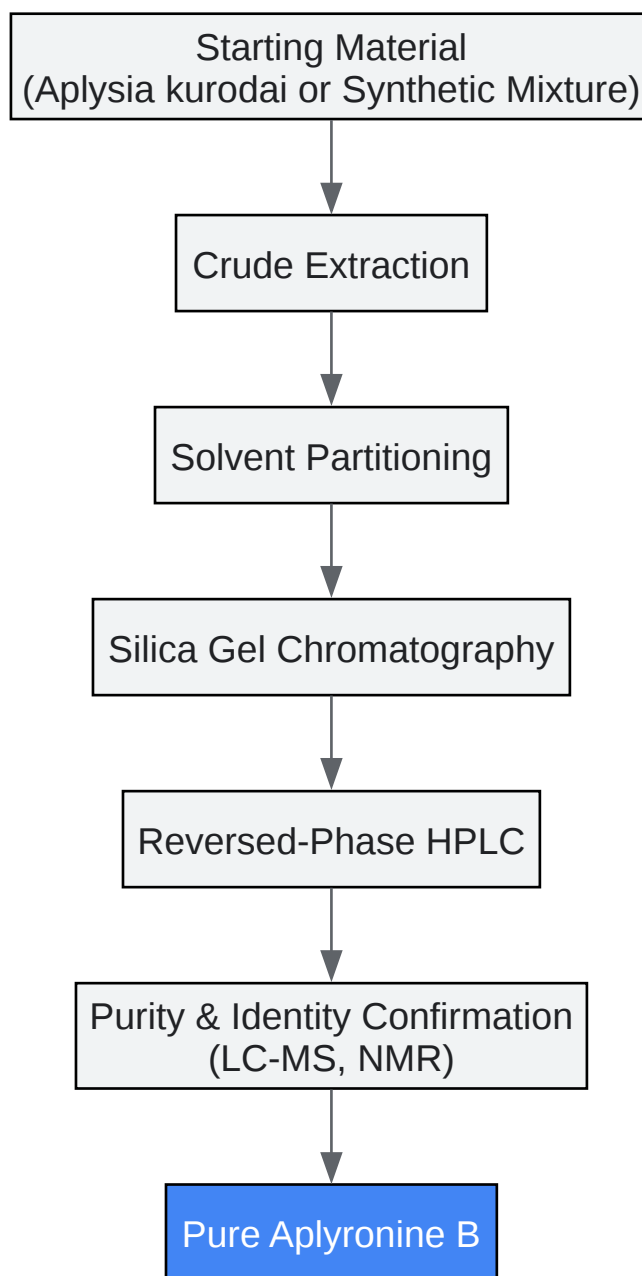 Starting Material
(Aplysia kurodai or Synthetic Mixture)
Crude Extraction
Solvent Partitioning
Silica Gel Chromatography
Reversed-Phase HPLC
Purity & Identity Confirmation
(LC-MS, NMR)
Pure Aplyronine B